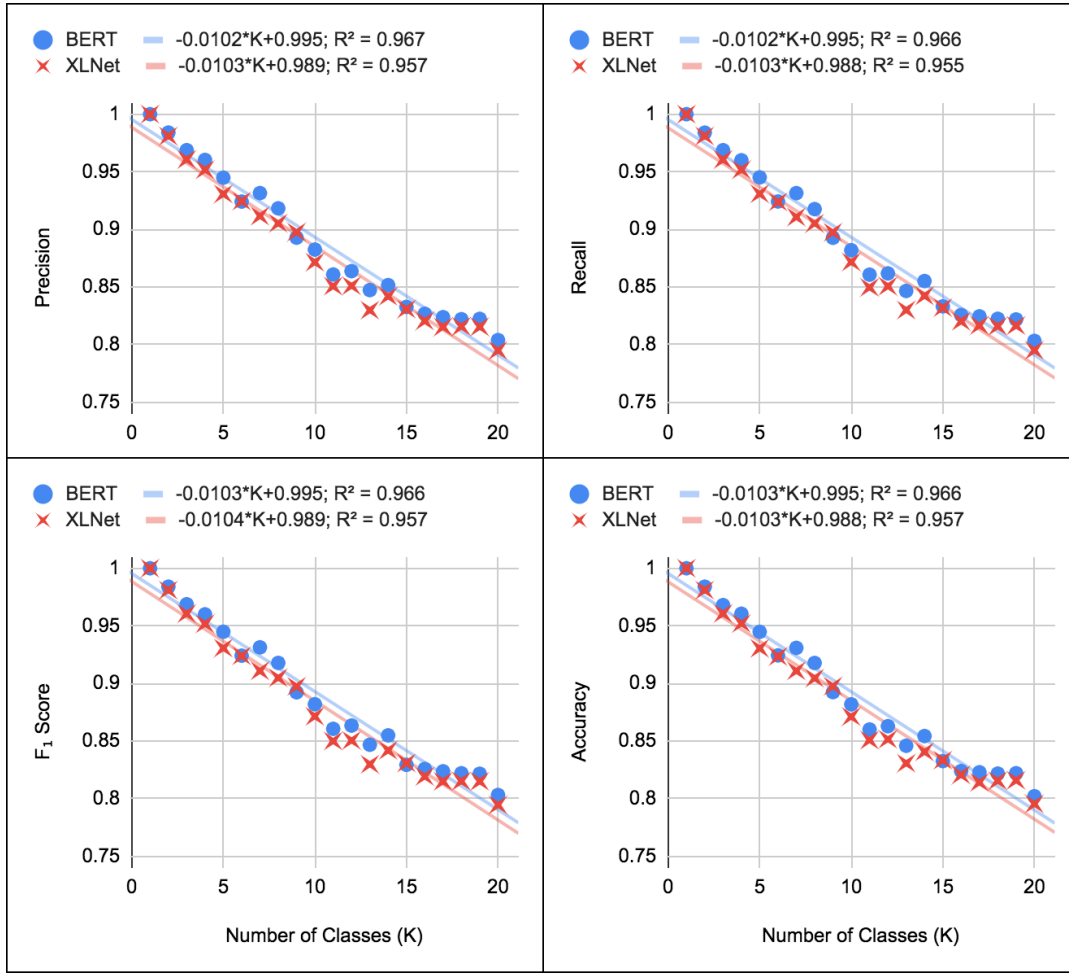 BERT -0.0102*K+0.995; R² = 0.967
XLNet -0.0103*K+0.989; R² = 0.957
Precision
1
0.95
0.9
0.85
0.8
0.75
0 5 10 15 20
BERT -0.0102*K+0.995; R² = 0.966
XLNet -0.0103*K+0.988; R² = 0.955
Recall
1
0.95
0.9
0.85
0.8
0.75
0 5 10 15 20
BERT -0.0103*K+0.995; R² = 0.966
XLNet -0.0104*K+0.989; R² = 0.957
F₁ Score
1
0.95
0.9
0.85
0.8
0.75
0 5 10 15 20
Number of Classes (K)
BERT -0.0103*K+0.995; R² = 0.966
XLNet -0.0103*K+0.988; R² = 0.957
Accuracy
1
0.95
0.9
0.85
0.8
0.75
0 5 10 15 20
Number of Classes (K)